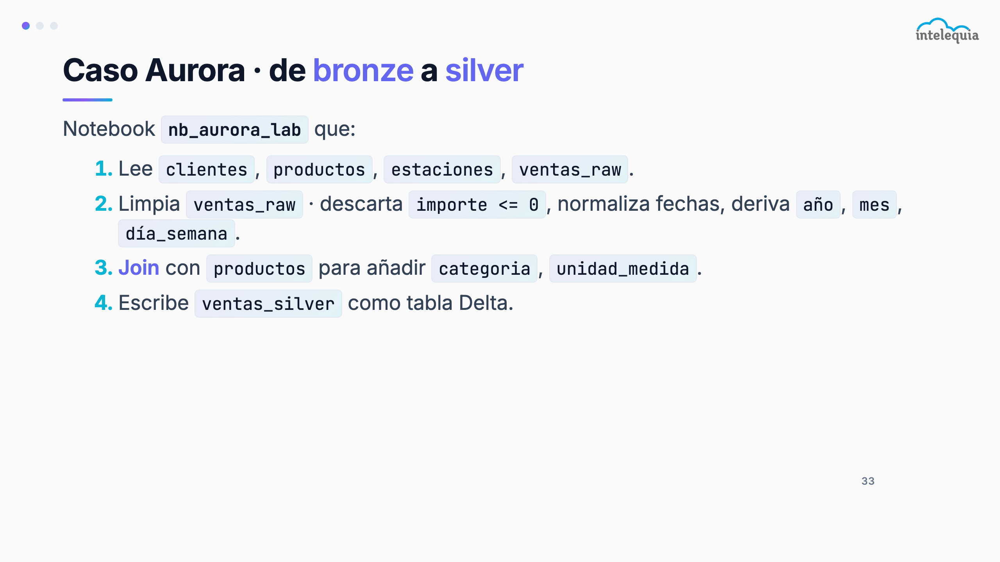 intelequia
Caso Aurora · de bronze a silver
Notebook nb_aurora_lab que:
1. Lee clientes, productos, estaciones, ventas_raw.
2. Limpia ventas_raw · descarta importe <= 0, normaliza fechas, deriva año, mes,
día_semana.
3. Join con productos para añadir categoria, unidad_medida.
4. Escribe ventas_silver como tabla Delta.
33